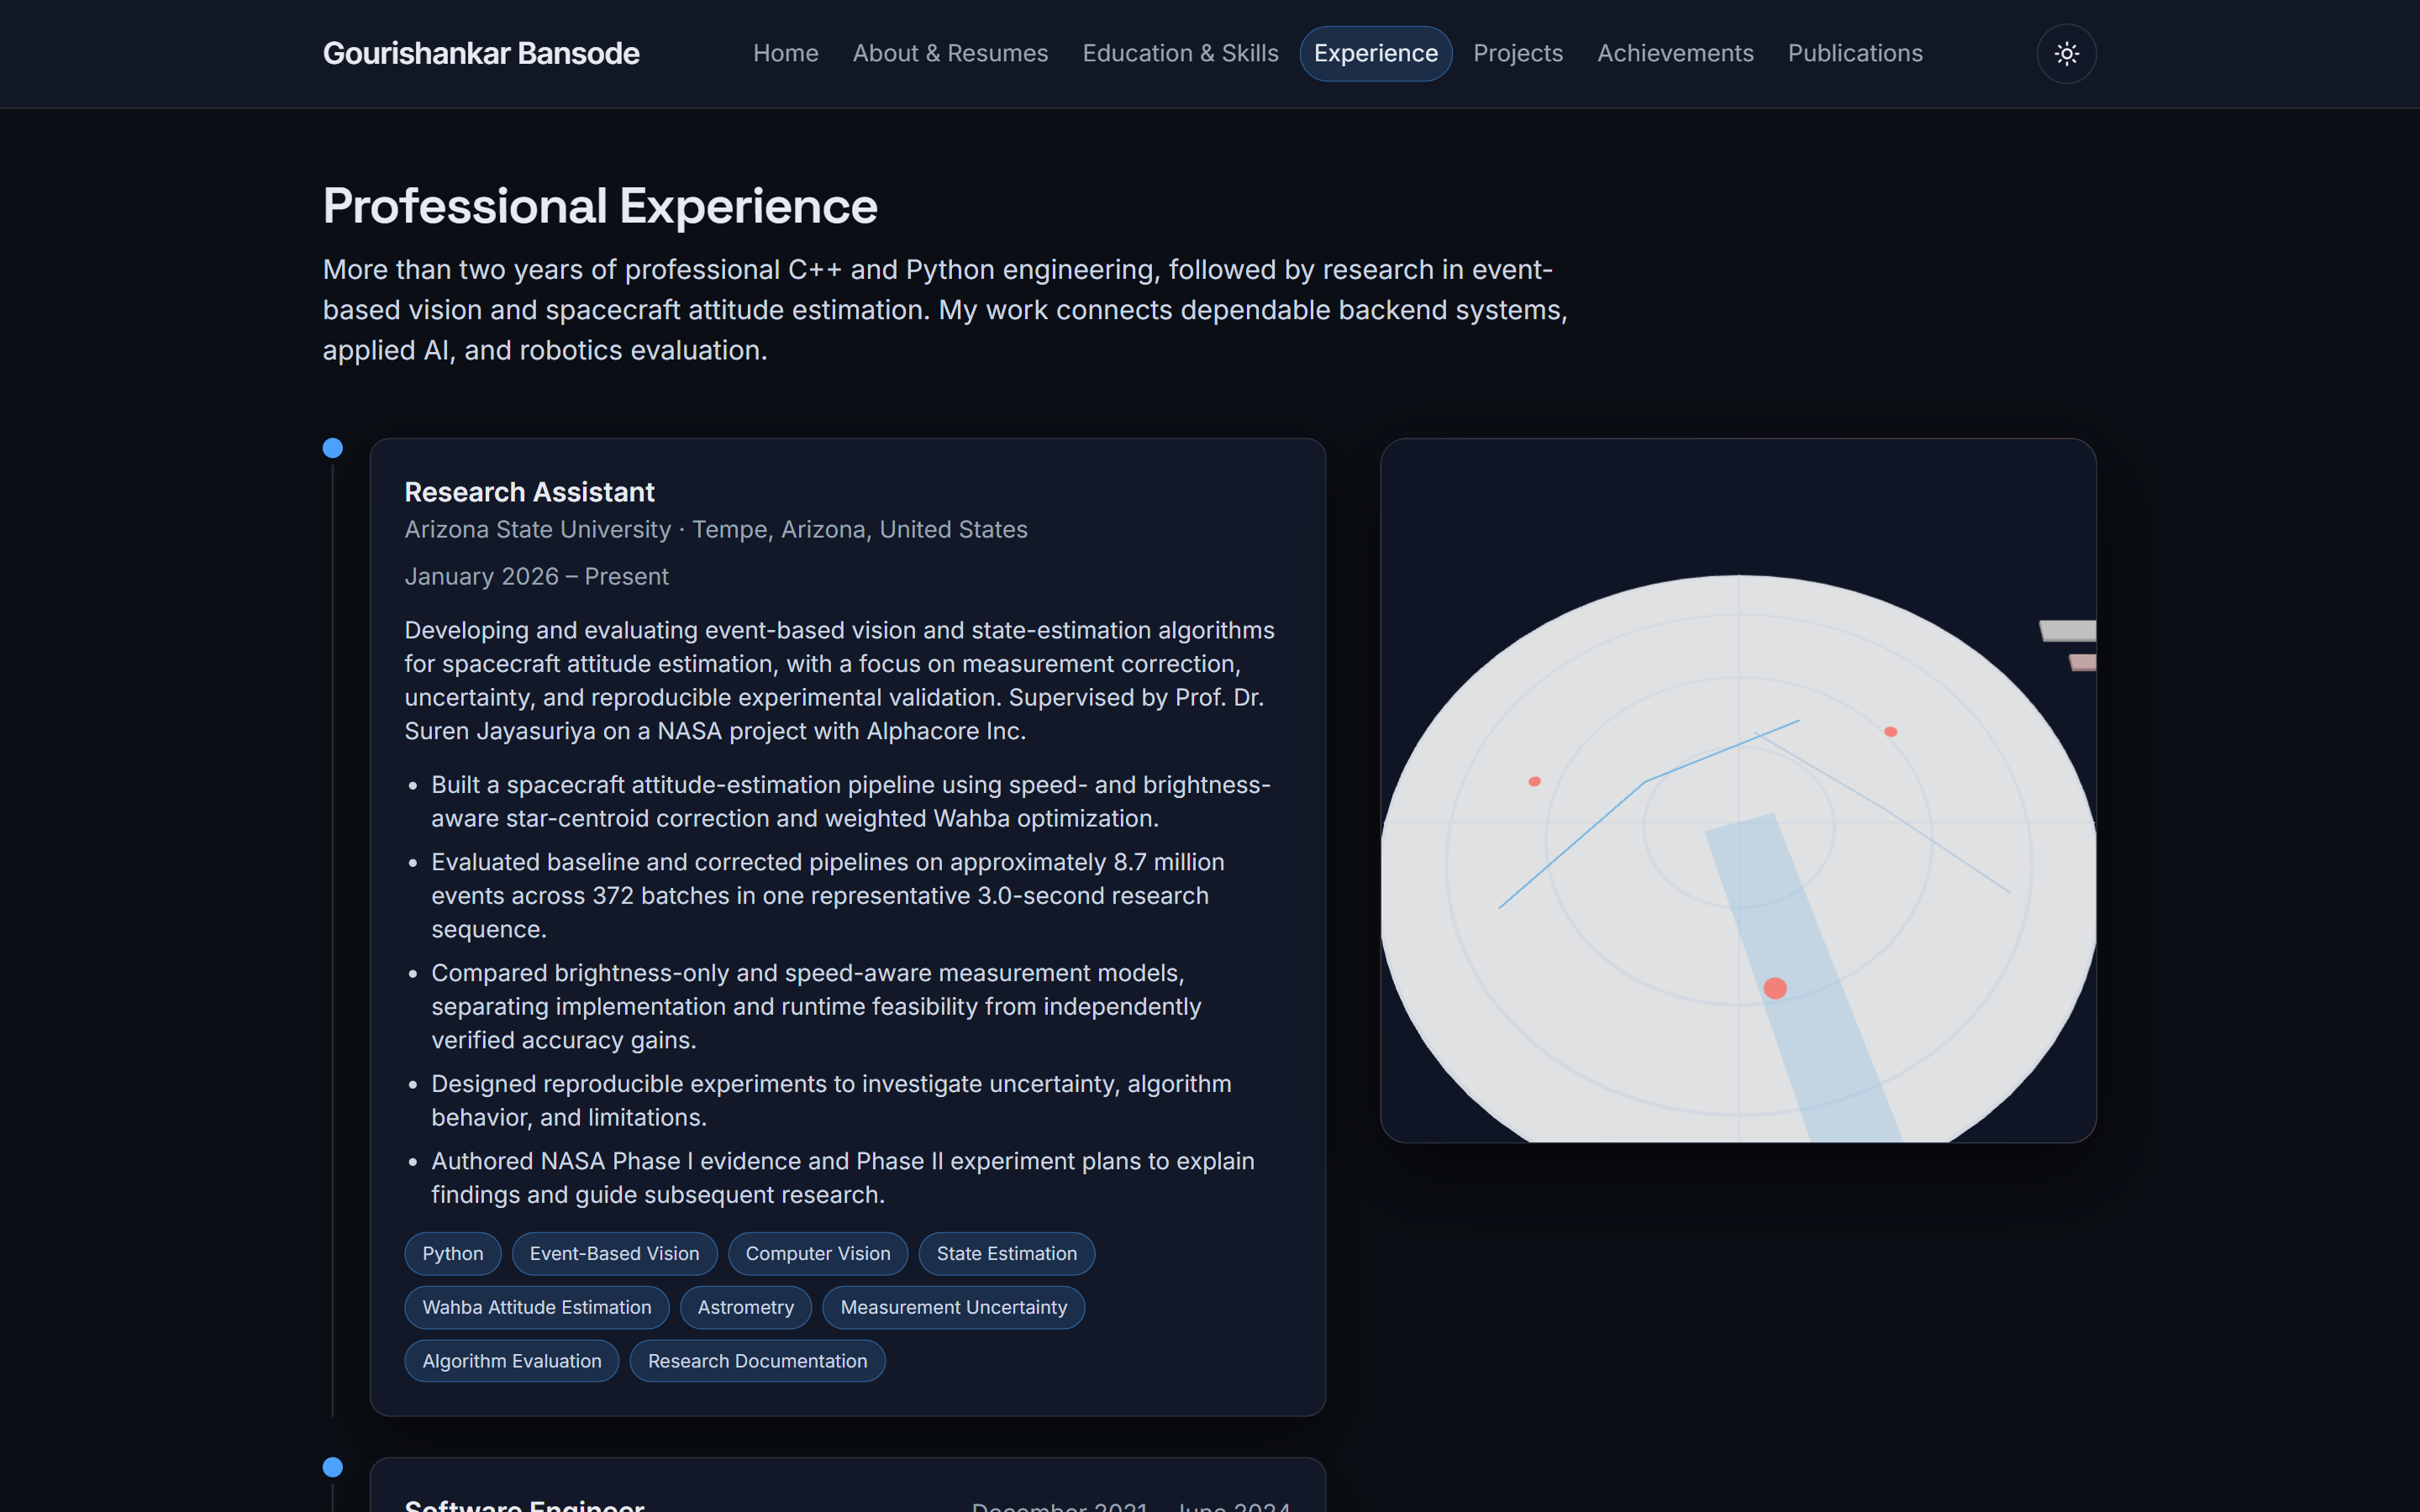 Gourishankar Bansode
Home
About & Resumes
Education & Skills
Experience
Projects
Achievements
Publications
Professional Experience
More than two years of professional C++ and Python engineering, followed by research in event-
based vision and spacecraft attitude estimation. My work connects dependable backend systems,
applied AI, and robotics evaluation.
Research Assistant
Arizona State University · Tempe, Arizona, United States
January 2026 – Present
Developing and evaluating event-based vision and state-estimation algorithms
for spacecraft attitude estimation, with a focus on measurement correction,
uncertainty, and reproducible experimental validation. Supervised by Prof. Dr.
Suren Jayasuriya on a NASA project with Alphacore Inc.
• Built a spacecraft attitude-estimation pipeline using speed- and brightness-
aware star-centroid correction and weighted Wahba optimization.
• Evaluated baseline and corrected pipelines on approximately 8.7 million
events across 372 batches in one representative 3.0-second research
sequence.
• Compared brightness-only and speed-aware measurement models,
separating implementation and runtime feasibility from independently
verified accuracy gains.
• Designed reproducible experiments to investigate uncertainty, algorithm
behavior, and limitations.
• Authored NASA Phase I evidence and Phase II experiment plans to explain
findings and guide subsequent research.
Python
Event-Based Vision
Computer Vision
State Estimation
Wahba Attitude Estimation
Astrometry
Measurement Uncertainty
Algorithm Evaluation
Research Documentation
Software Engineer
December 2021 – June 2024